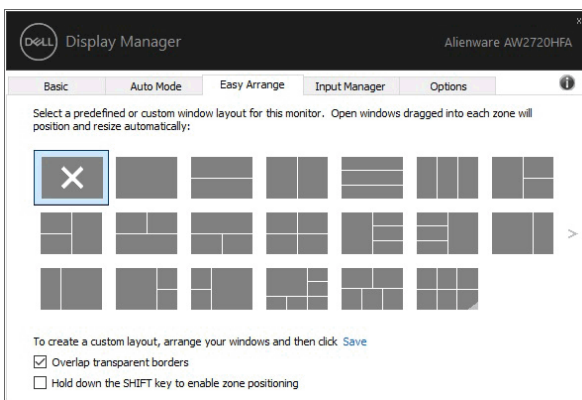 DELL Display Manager Alienware AW2720HFA
Basic Auto Mode Easy Arrange Input Manager Options
Select a predefined or custom window layout for this monitor. Open windows dragged into each zone will
position and resize automatically:
To create a custom layout, arrange your windows and then click Save
Overlap transparent borders
Hold down the SHIFT key to enable zone positioning